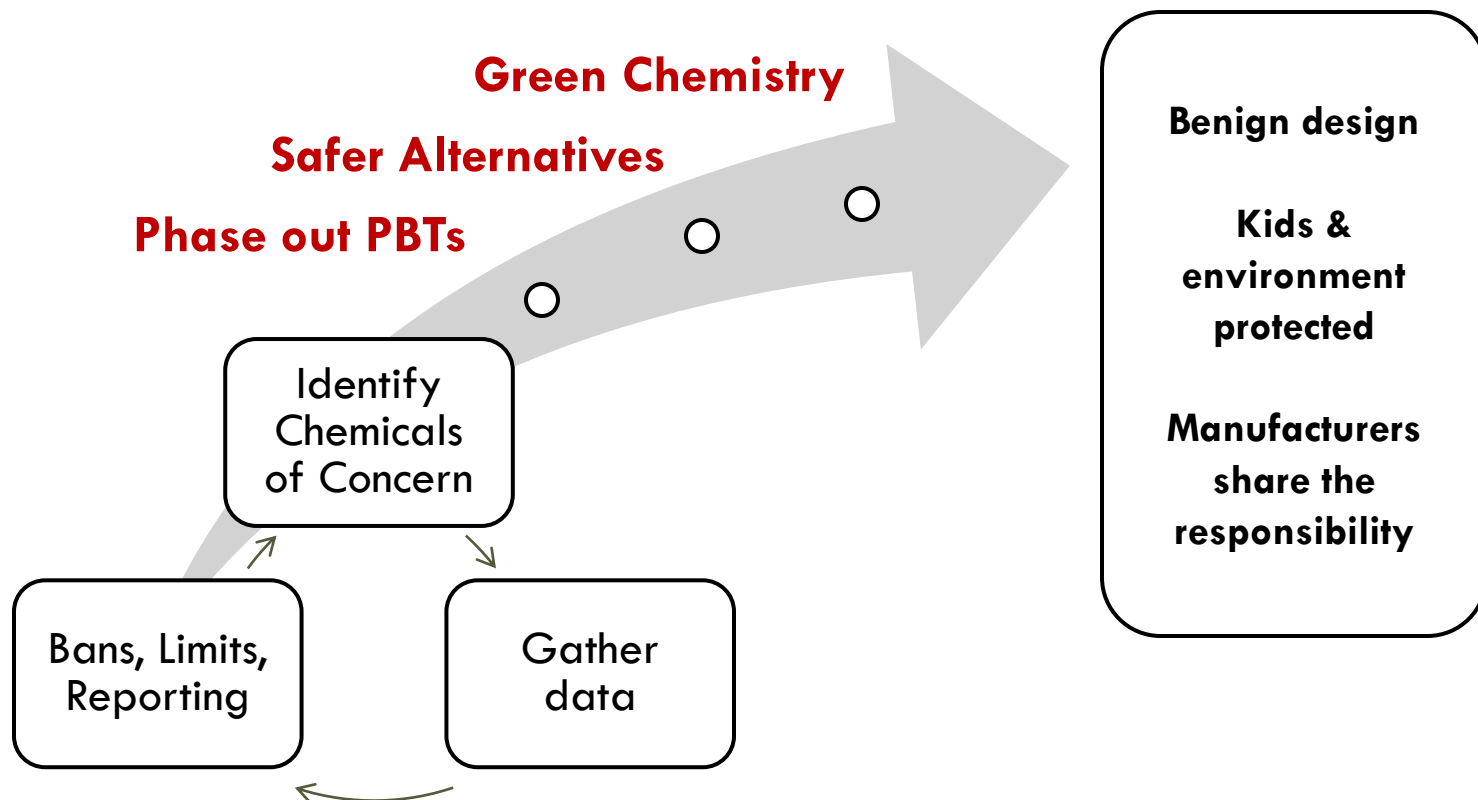 Green Chemistry
Safer Alternatives
Phase out PBTs
Identify
Chemicals
of Concern
Bans, Limits,
Reporting
Gather
data
Benign design
Kids &
environment
protected
Manufacturers
share the
responsibility